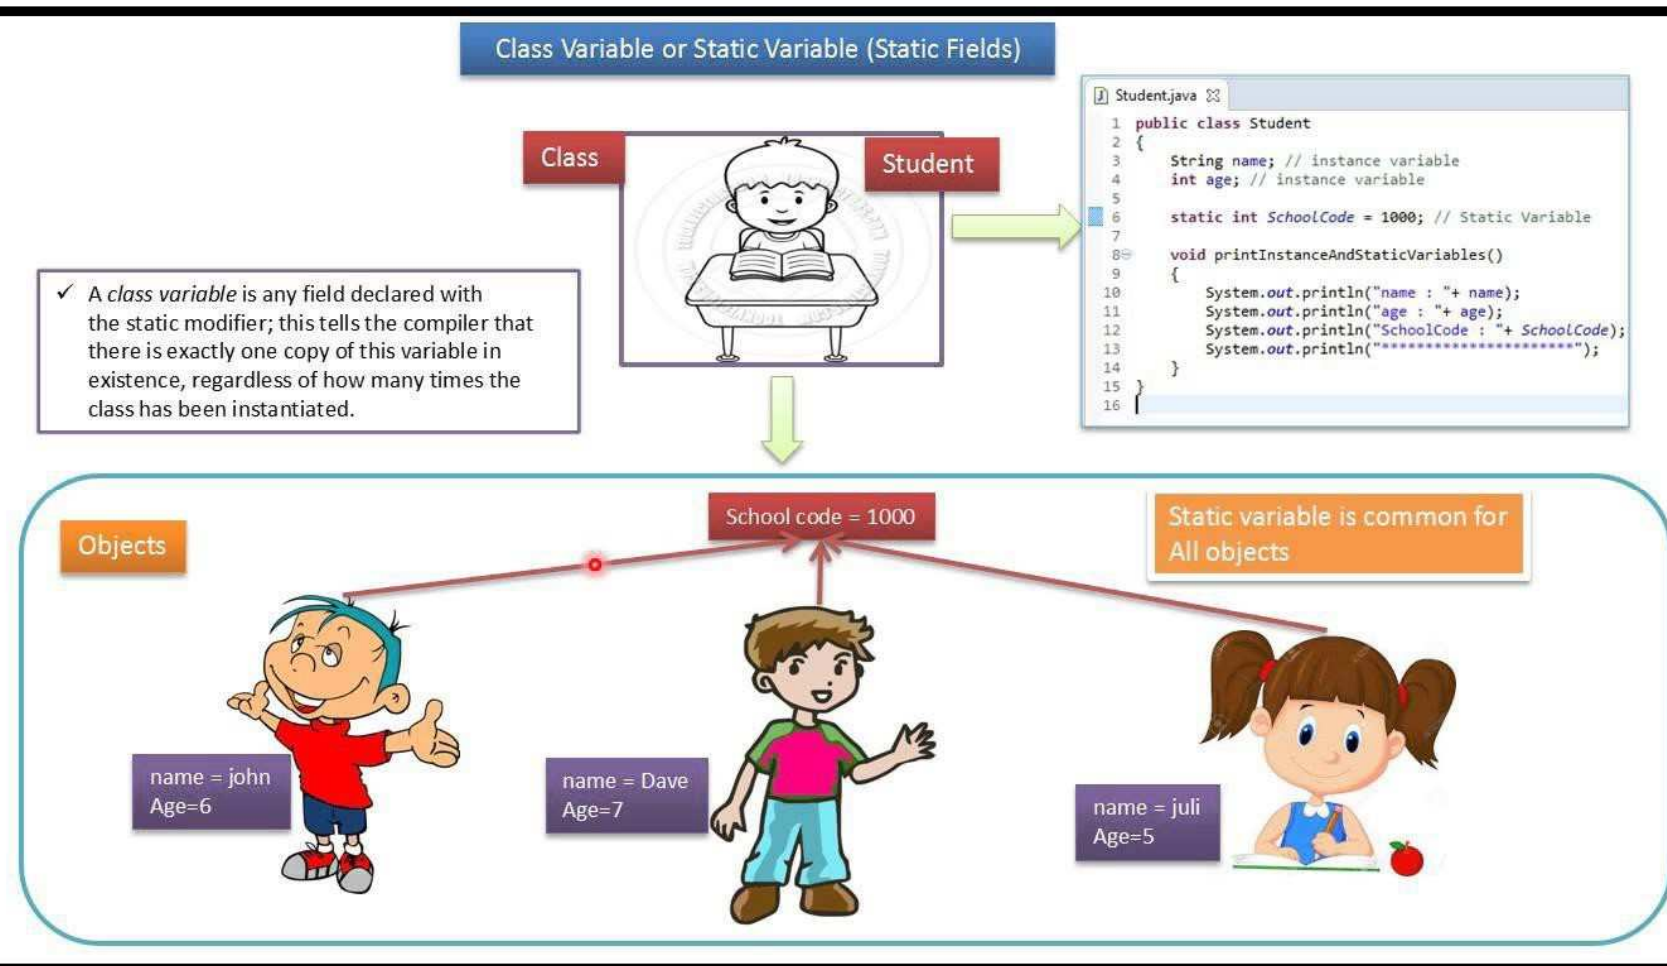 Class Variable or Static Variable (Static Fields)
Class
Student
Student.java
1 public class Student
2 {
3 String name; // instance variable
4 int age; // instance variable
5
6 static int SchoolCode = 1000; // Static Variable
7
8 void printInstanceAndStaticVariables()
9 {
10 System.out.println("name : "+ name);
11 System.out.println("age : "+ age);
12 System.out.println("SchoolCode : "+ SchoolCode);
13 System.out.println("**********************");
14 }
15 }
16
✓ A class variable is any field declared with
the static modifier; this tells the compiler that
there is exactly one copy of this variable in
existence, regardless of how many times the
class has been instantiated.
Objects
School code = 1000
Static variable is common for
All objects
name = john
Age=6
name = Dave
Age=7
name = juli
Age=5